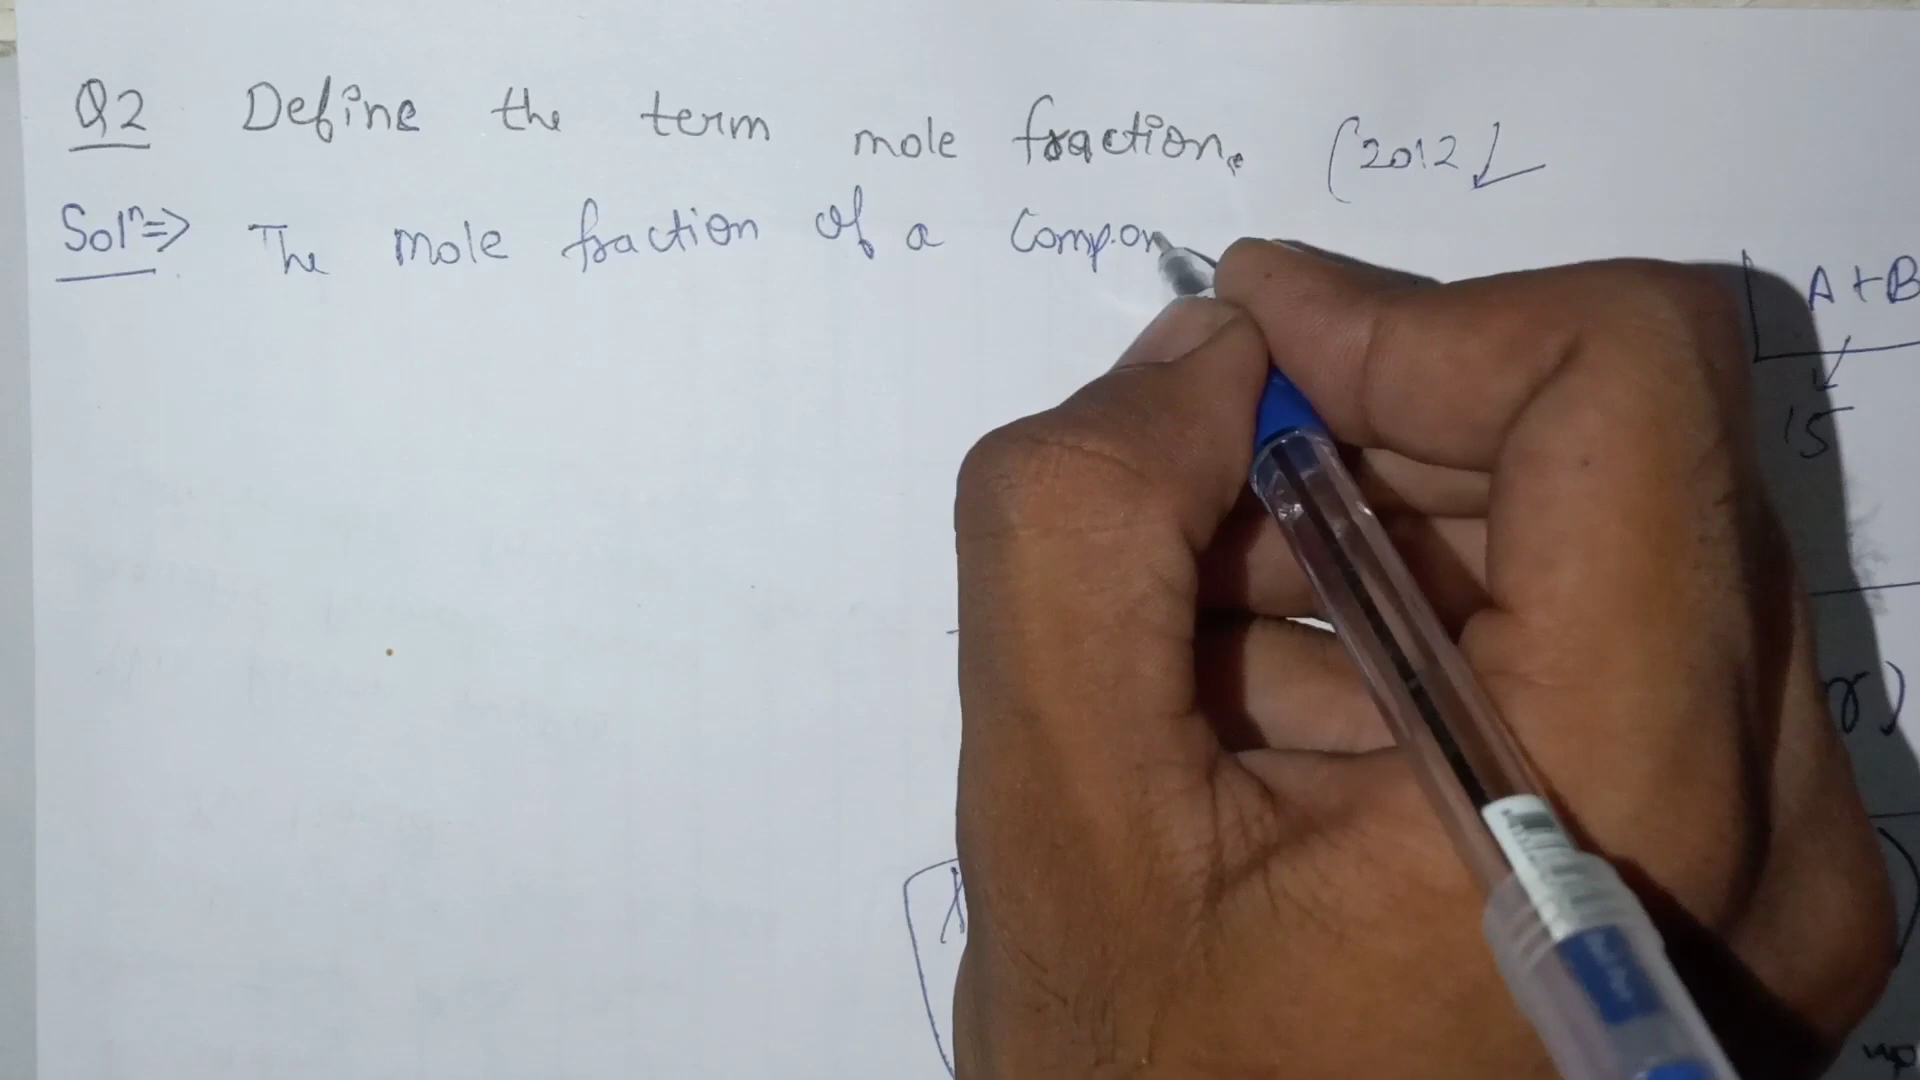 Q2 Define the term mole fraction. (2012)
Solⁿ=> The mole fraction of a Compon
A+B
15
r)